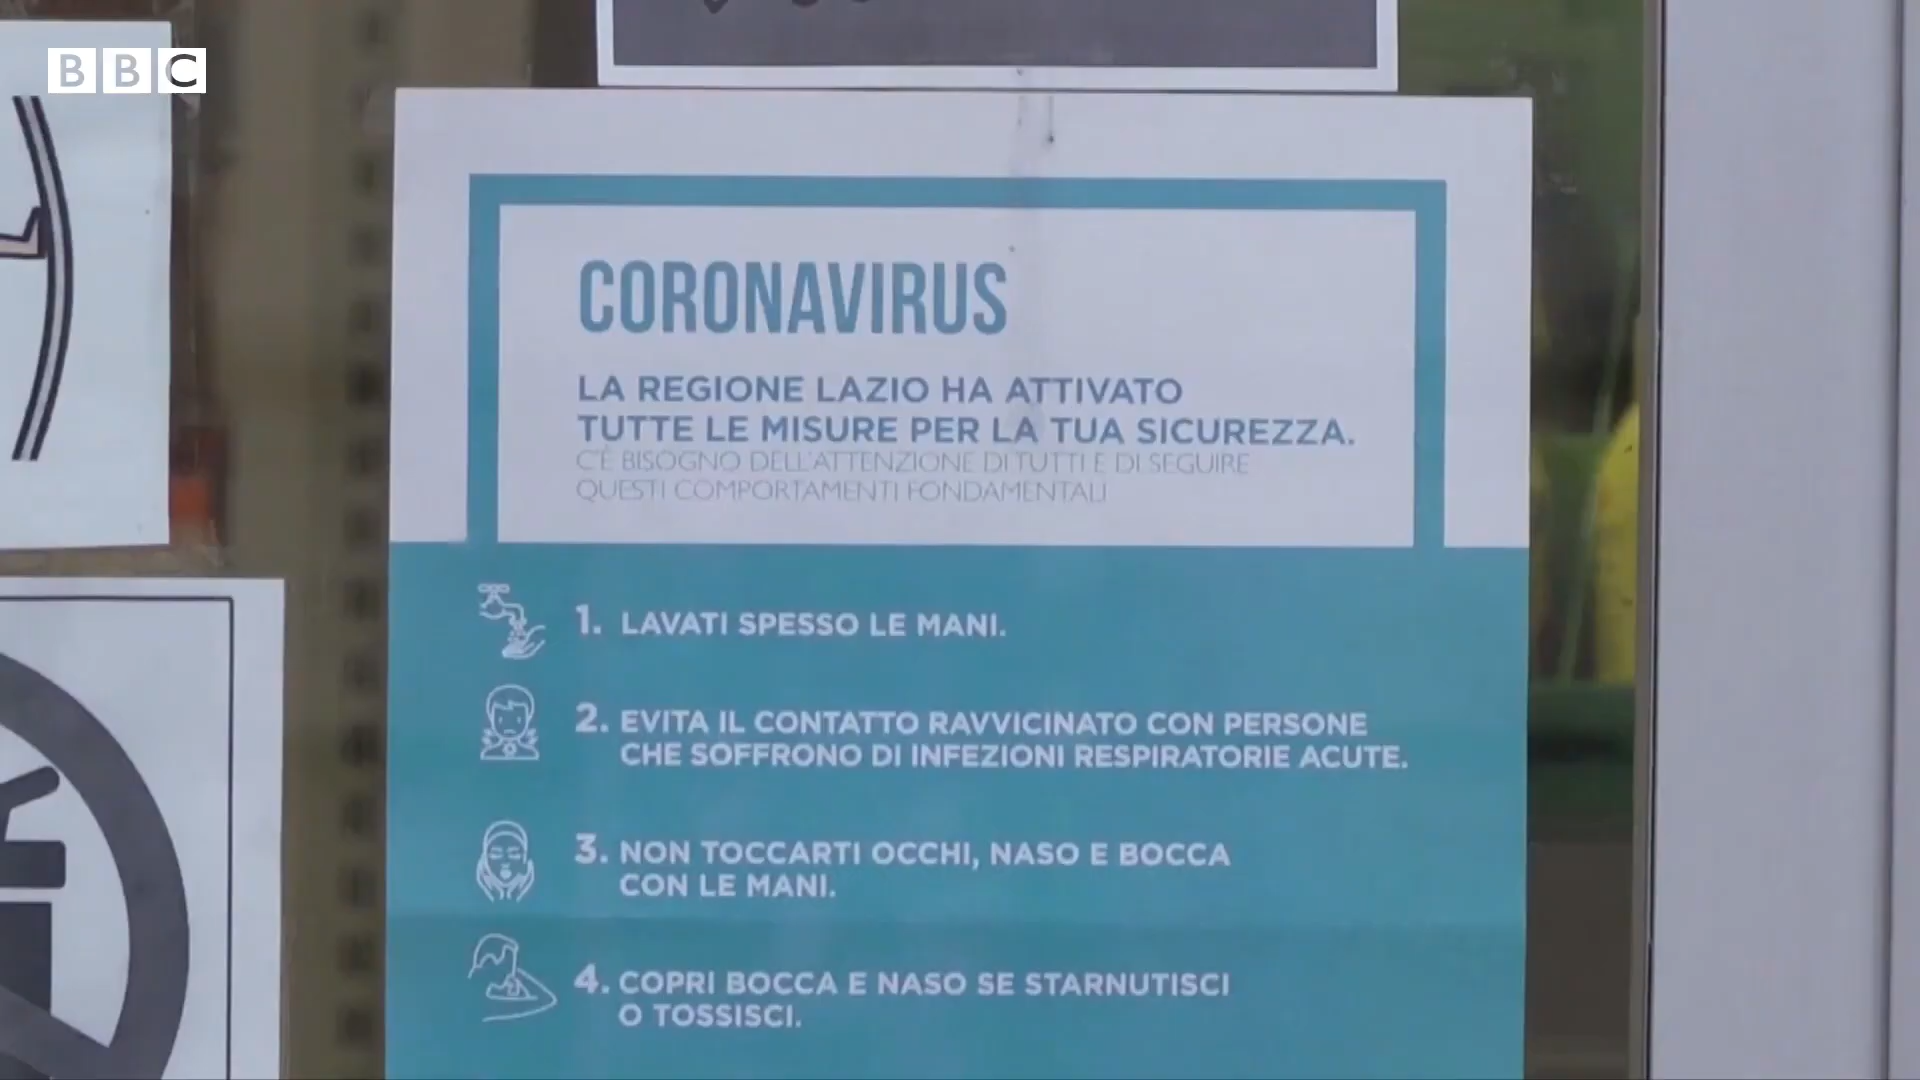 BBC
CORONAVIRUS
LA REGIONE LAZIO HA ATTIVATO
TUTTE LE MISURE PER LA TUA SICUREZZA.
C'È BISOGNO DELL'ATTENZIONE DI TUTTI E DI SEGUIRE
QUESTI COMPORTAMENTI FONDAMENTALI
1. LAVATI SPESSO LE MANI.
2. EVITA IL CONTATTO RAVVICINATO CON PERSONE
CHE SOFFRONO DI INFEZIONI RESPIRATORIE ACUTE.
3. NON TOCCARTI OCCHI, NASO E BOCCA
CON LE MANI.
4. COPRI BOCCA E NASO SE STARNUTISCI
O TOSSISCI.